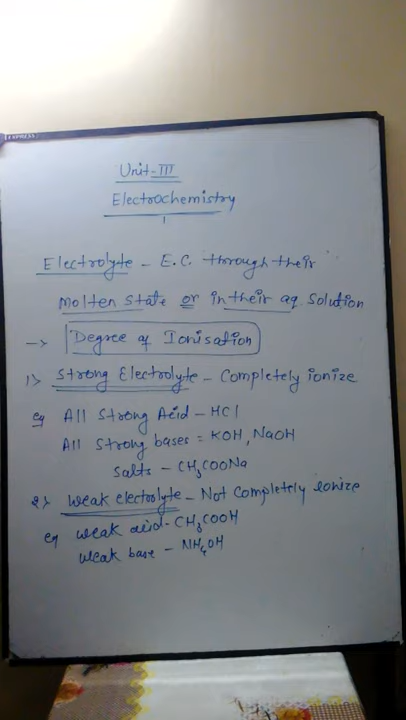 EXPRESS
Unit-III
Electrochemistry
Electrolyte - E.C. through their
Molten state or in their aq. Solution
→ Degree of Ionisation
1> Strong Electrolyte - Completely ionize
eg All Strong Acid - HCl
All Strong bases = KOH, NaOH
Salts - CH₃COONa
2> Weak electrolyte - Not completely ionize
eg weak acid - CH₃COOH
weak base - NH₄OH